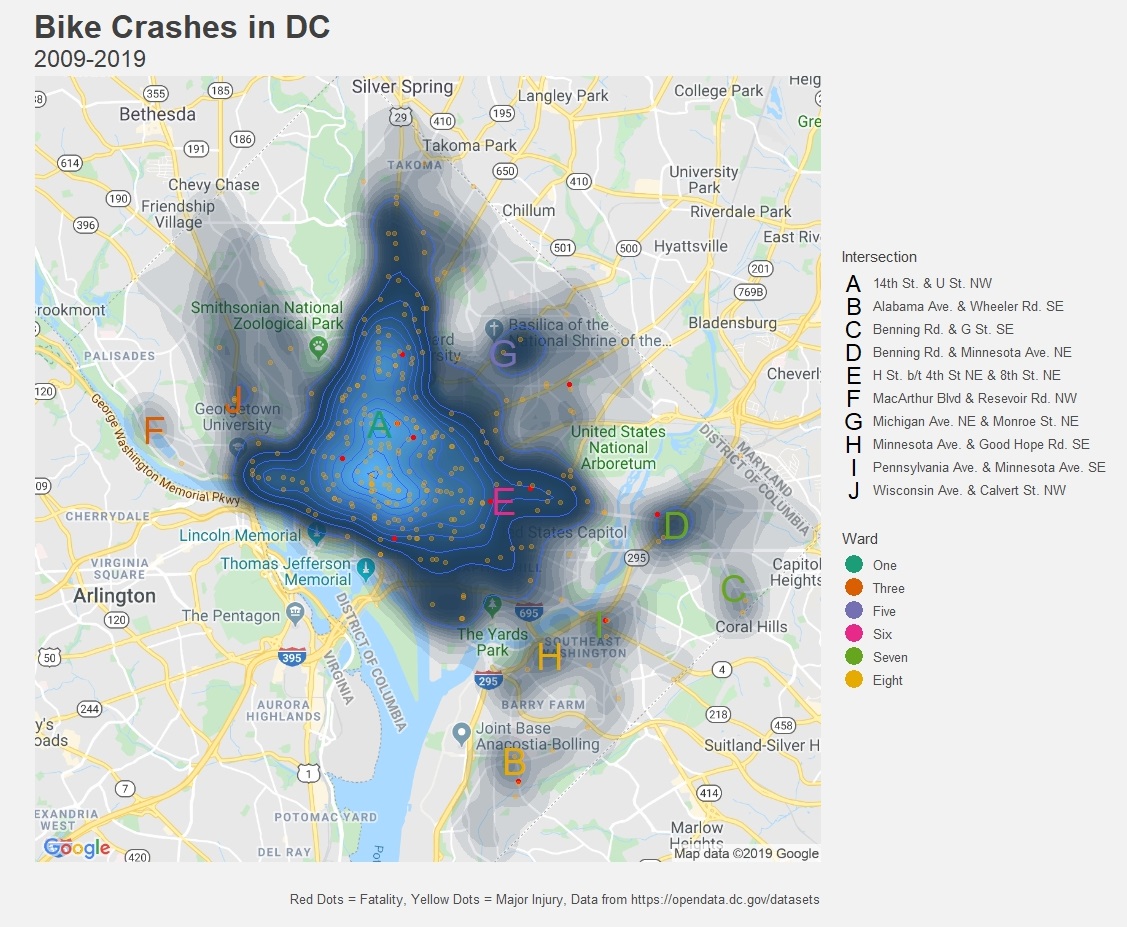 Bike Crashes in DC
2009-2019
Silver Spring
Heig
College Park
Langley Park
355
185
Bethesda
29
410
195
Gre
186
191
Takoma Park
614
TAKOMA
650
410
University
Park
Chevy Chase
190
Friendship
Village
396
Chillum
Riverdale Park
501
500
Hyattsville
East Riv
201
769B
Smithsonian National
Zoological Park
rookmont
Basilica of the
tional Shrine of the...
Bladensburg
ord
rsity
G
PALISADES
Cheverl
120
J
Georgetown
University
F
A
United States
National
Arboretum
George Washington Memorial Pkwy
MARYLAND
DISTRICT OF COLUMBIA
09
E
CHERRYDALE
Lincoln Memorial
d States Capitol
D
Thomas Jefferson
Memorial
295
VIRGINIA
SQUARE
HILL
Capitol
Heights
C
Arlington
120
The Pentagon
695
The Yards
Park
I
Coral Hills
DISTRICT OF COLUMBIA
VIRGINIA
SOUTHEAST
SHINGTON
H
50
395
295
4
244
AURORA
HIGHLANDS
BARRY FARM
218
458
y's
oads
Joint Base
Anacostia-Bolling
Suitland-Silver H
B
1
7
414
EXANDRIA
WEST
POTOMAC YARD
Marlow
Heights
Google
420
DEL RAY
Po
Map data ©2019 Google
Intersection
A 14th St. & U St. NW
B Alabama Ave. & Wheeler Rd. SE
C Benning Rd. & G St. SE
D Benning Rd. & Minnesota Ave. NE
E H St. b/t 4th St NE & 8th St. NE
F MacArthur Blvd & Resevoir Rd. NW
G Michigan Ave. NE & Monroe St. NE
H Minnesota Ave. & Good Hope Rd. SE
I Pennsylvania Ave. & Minnesota Ave. SE
J Wisconsin Ave. & Calvert St. NW
Ward
One
Three
Five
Six
Seven
Eight
Red Dots = Fatality, Yellow Dots = Major Injury, Data from https://opendata.dc.gov/datasets